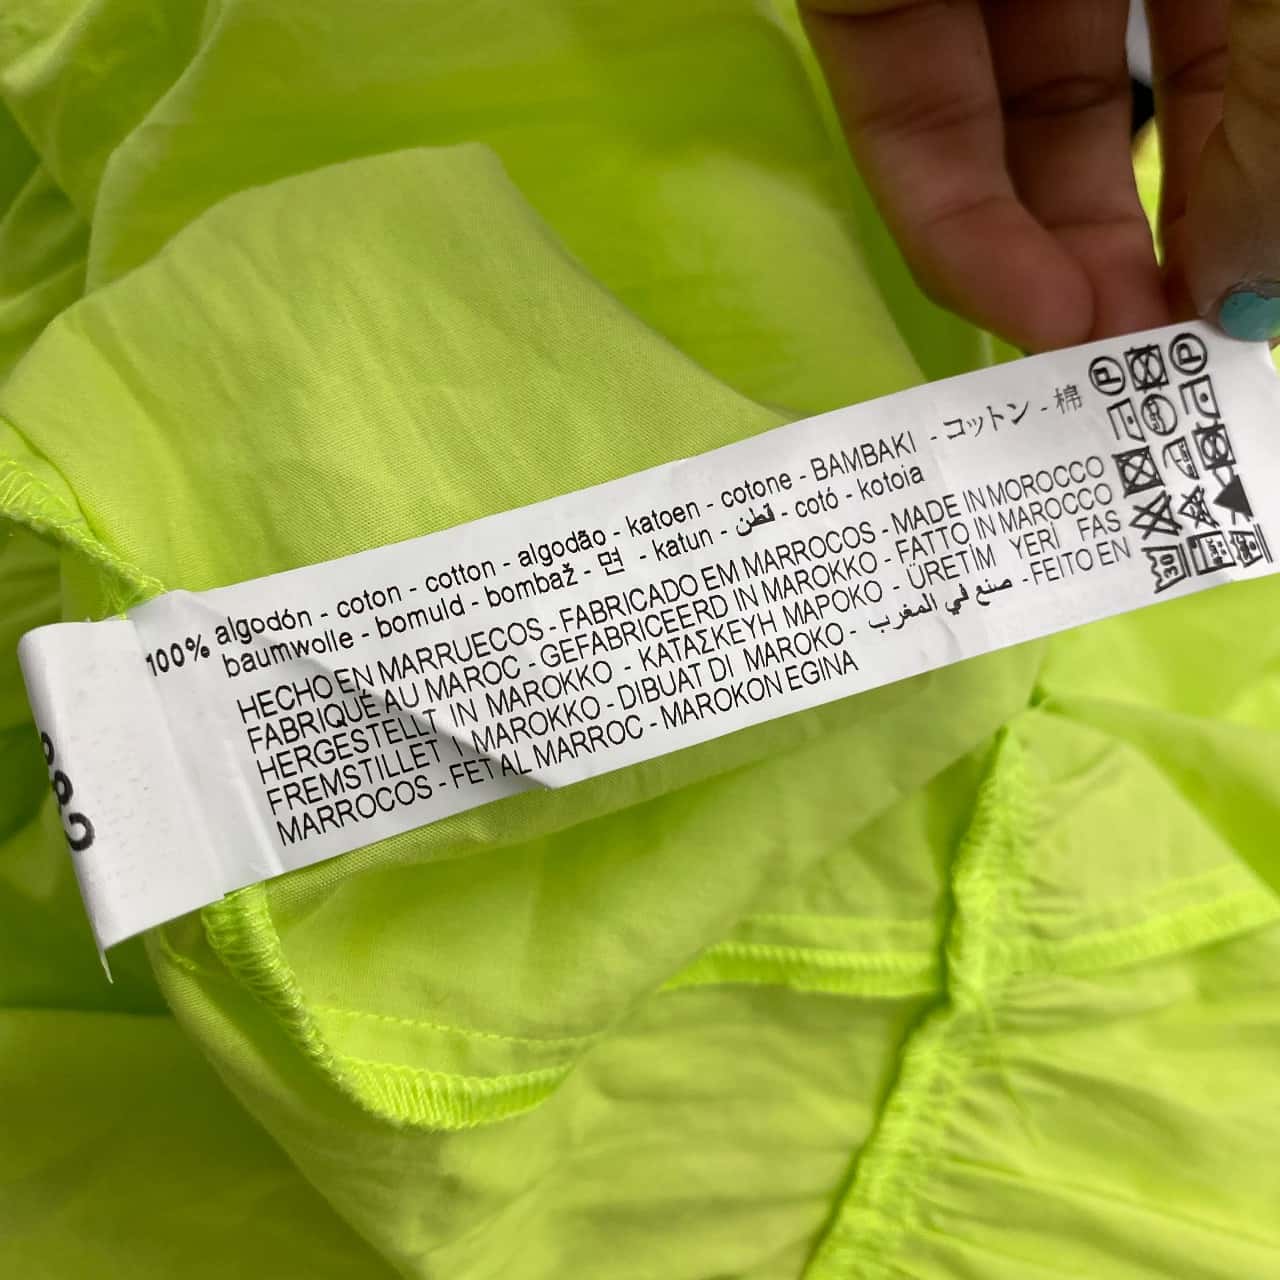 100% algodón - coton - cotton - algodão - katoen - cotone - BAMBAKI - コットン - 棉
baumwolle - bomuld - bombaž - 면 - katun - قطن - cotó - kotoia
HECHO EN MARRUECOS - FABRICADO EM MARROCOS - MADE IN MOROCCO
FABRIQUÉ AU MAROC - GEFABRICEERD IN MAROKKO - FATTO IN MAROCCO
HERGESTELLT IN MAROKKO - ΚΑΤΑΣΚΕΥΗ ΜΑΡΟΚΟ - ÜRETİM YERİ FAS
FREMSTILLET I MAROKKO - DIBUAT DI MAROKO - صنع في المغرب - FEITO EN
MARROCOS - FET AL MARROC - MAROKON EGINA
30